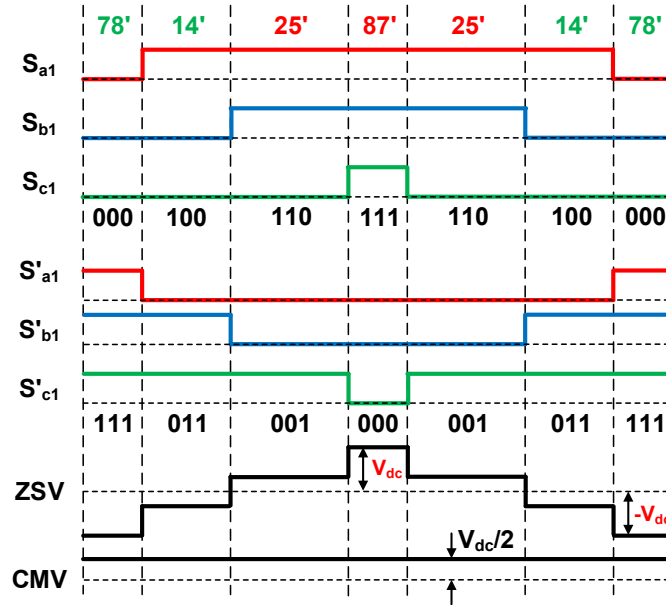 78' 14' 25' 87' 25' 14' 78'
Sa1
Sb1
Sc1
000 100 110 111 110 100 000
S'a1
S'b1
S'c1
111 011 001 000 001 011 111
ZSV Vdc -Vdc
Vdc/2
CMV